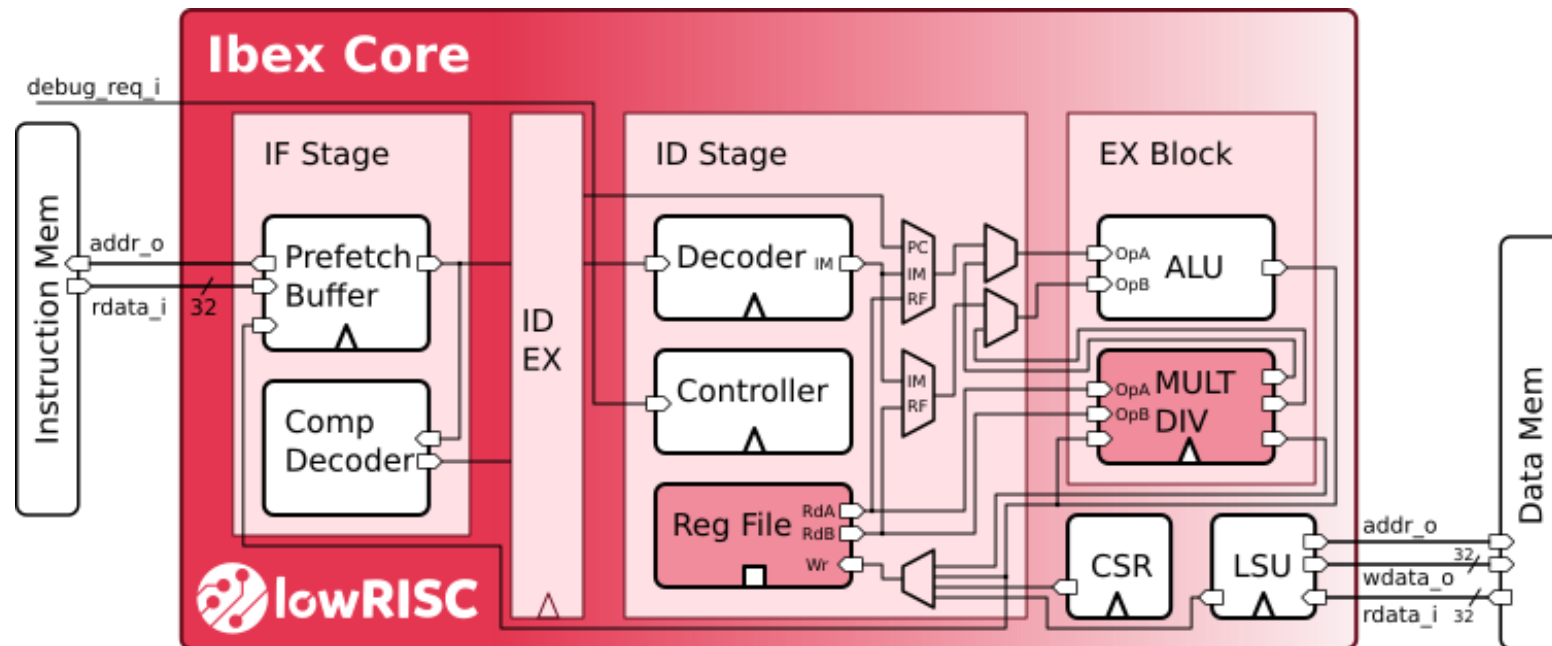 Ibex Core
debug_req_i
IF Stage
ID Stage
EX Block
Instruction Mem
addr_o
rdata_i
32
Prefetch
Buffer
Comp
Decoder
ID
EX
Decoder
IM
Controller
Reg File
RdA
RdB
Wr
PC
IM
RF
IM
RF
OpA
OpB
ALU
OpA
OpB
MULT
DIV
CSR
LSU
addr_o
32
wdata_o
rdata_i
32
Data Mem
lowRISC